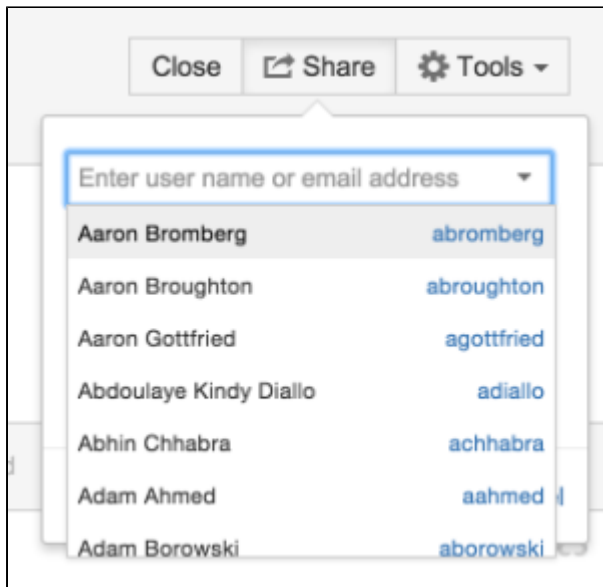 Close Share Tools
Enter user name or email address
Aaron Bromberg abromberg
Aaron Broughton abroughton
Aaron Gottfried agottfried
Abdoulaye Kindy Diallo adiallo
Abhin Chhabra achhabra
Adam Ahmed aahmed
Adam Borowski aborowski